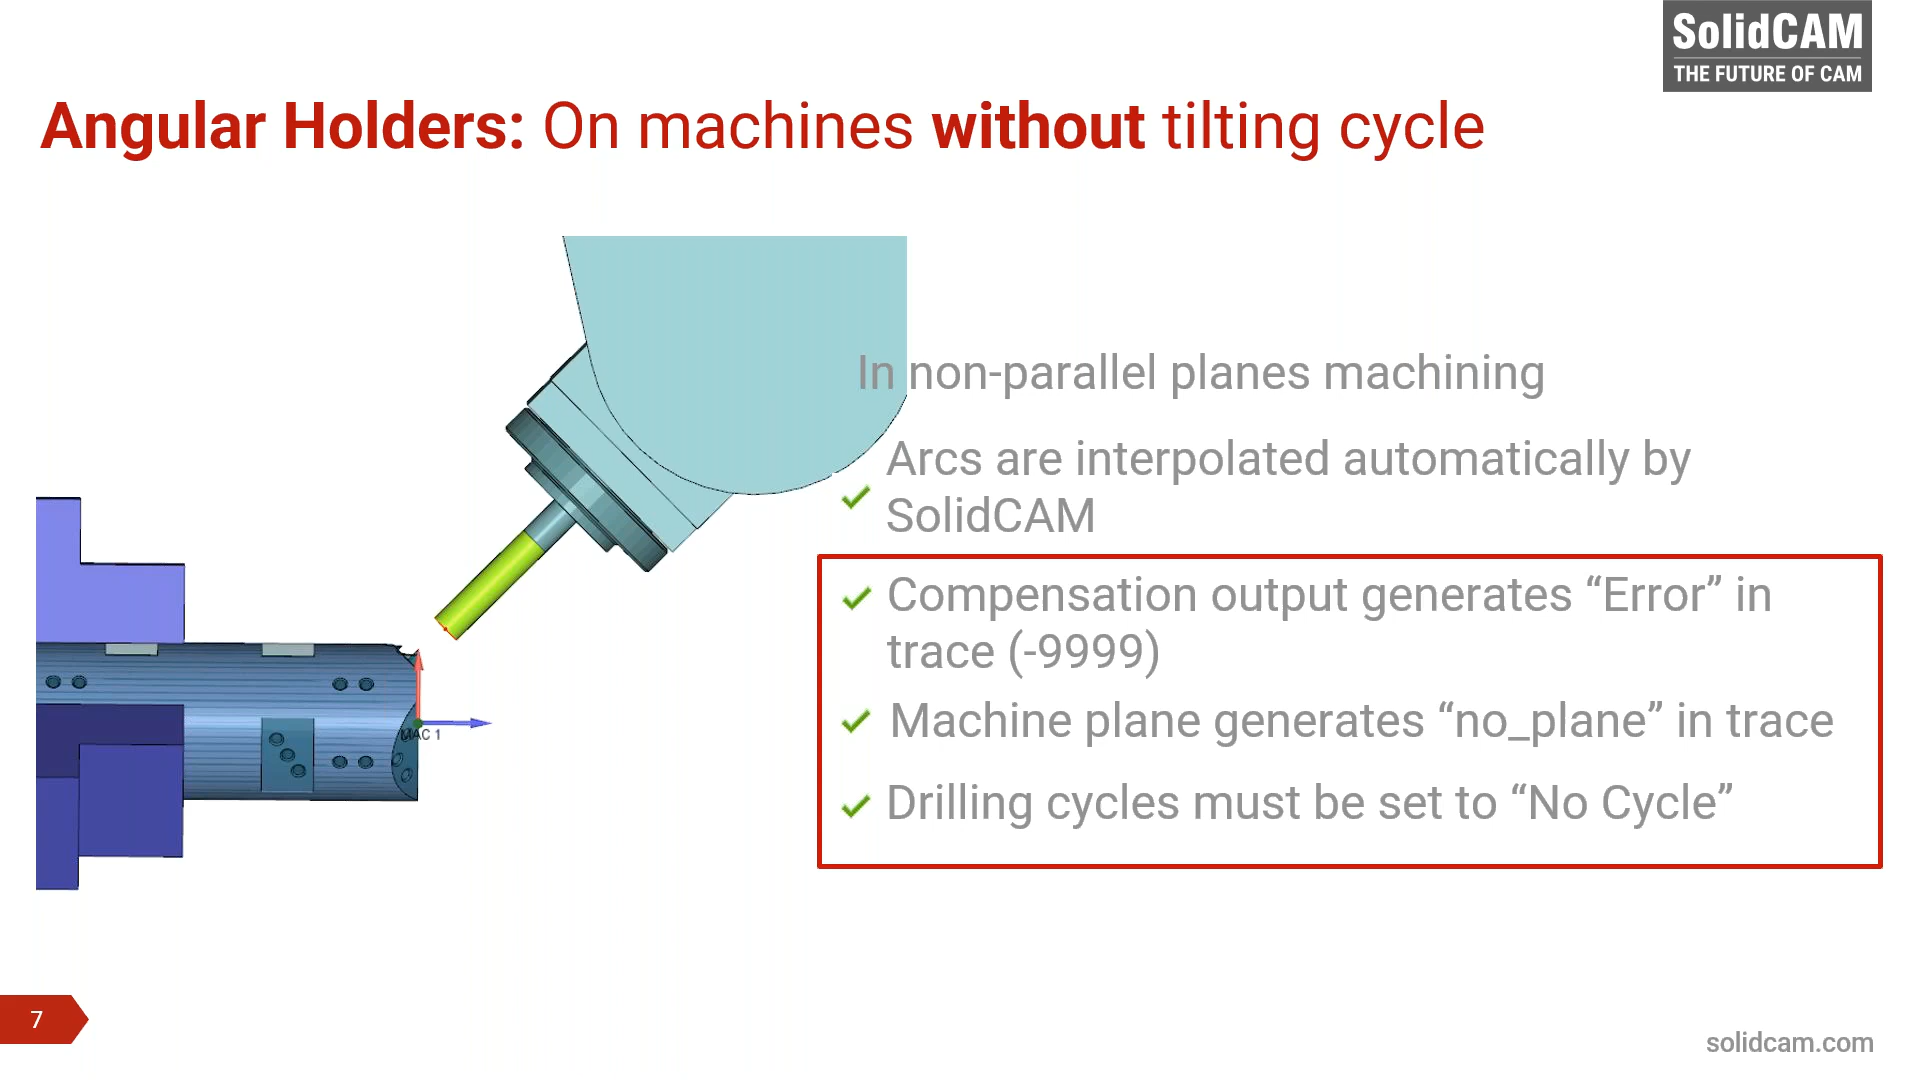 SolidCAM
THE FUTURE OF CAM
Angular Holders: On machines without tilting cycle
In non-parallel planes machining
Arcs are interpolated automatically by
SolidCAM
Compensation output generates “Error” in
trace (-9999)
Machine plane generates “no_plane” in trace
Drilling cycles must be set to “No Cycle”
MAC 1
7
solidcam.com